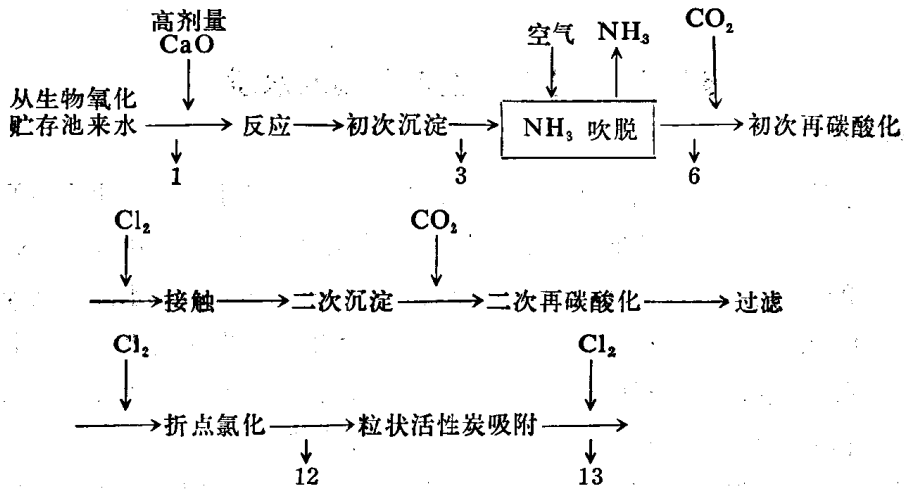 高剂量
CaO
空气 NH₃
CO₂
从生物氧化
贮存池来水
反应
初次沉淀
NH₃ 吹脱
初次再碳酸化
1
3
6
Cl₂
CO₂
接触
二次沉淀
二次再碳酸化
过滤
Cl₂
Cl₂
折点氯化
粒状活性炭吸附
12
13